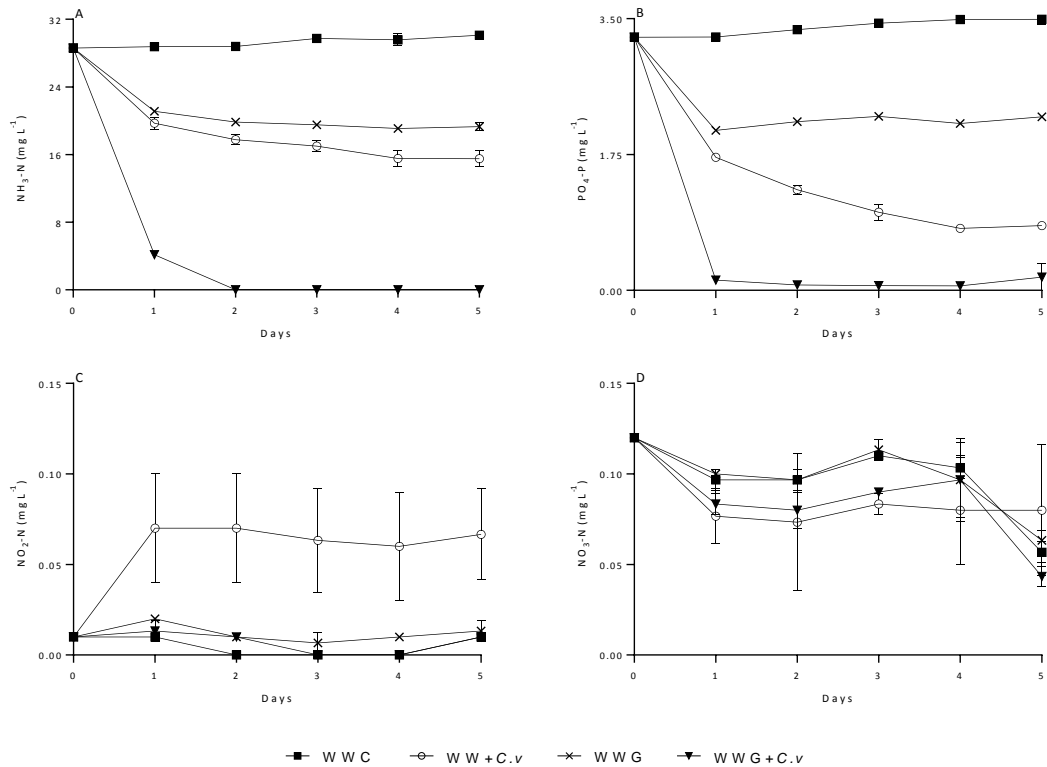 A
32
24
16
8
0
NH3-N (mg L-1)
0 1 2 3 4 5
Days
B
3.50
1.75
0.00
PO4-P (mg L-1)
0 1 2 3 4 5
Days
C
0.15
0.10
0.05
0.00
NO2-N (mg L-1)
0 1 2 3 4 5
Days
D
0.15
0.10
0.05
0.00
NO3-N (mg L-1)
0 1 2 3 4 5
Days
WWC WW+C.v WWG WWG+C.v